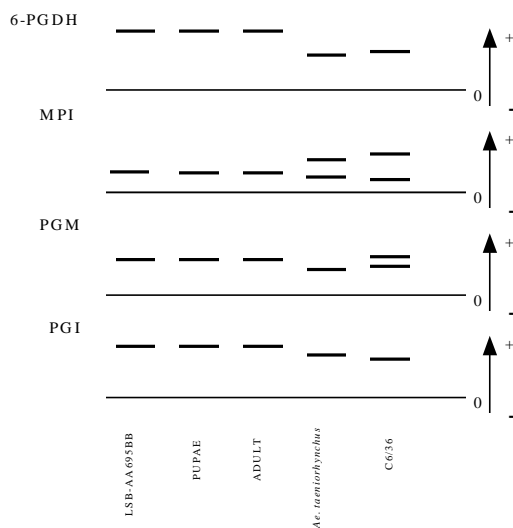 6-PGDH
+
0
-
MPI
+
0
-
PGM
+
0
-
PGI
+
0
-
LSB-AA695BB
PUPAE
ADULT
Ae. taeniorhynchus
C6/36